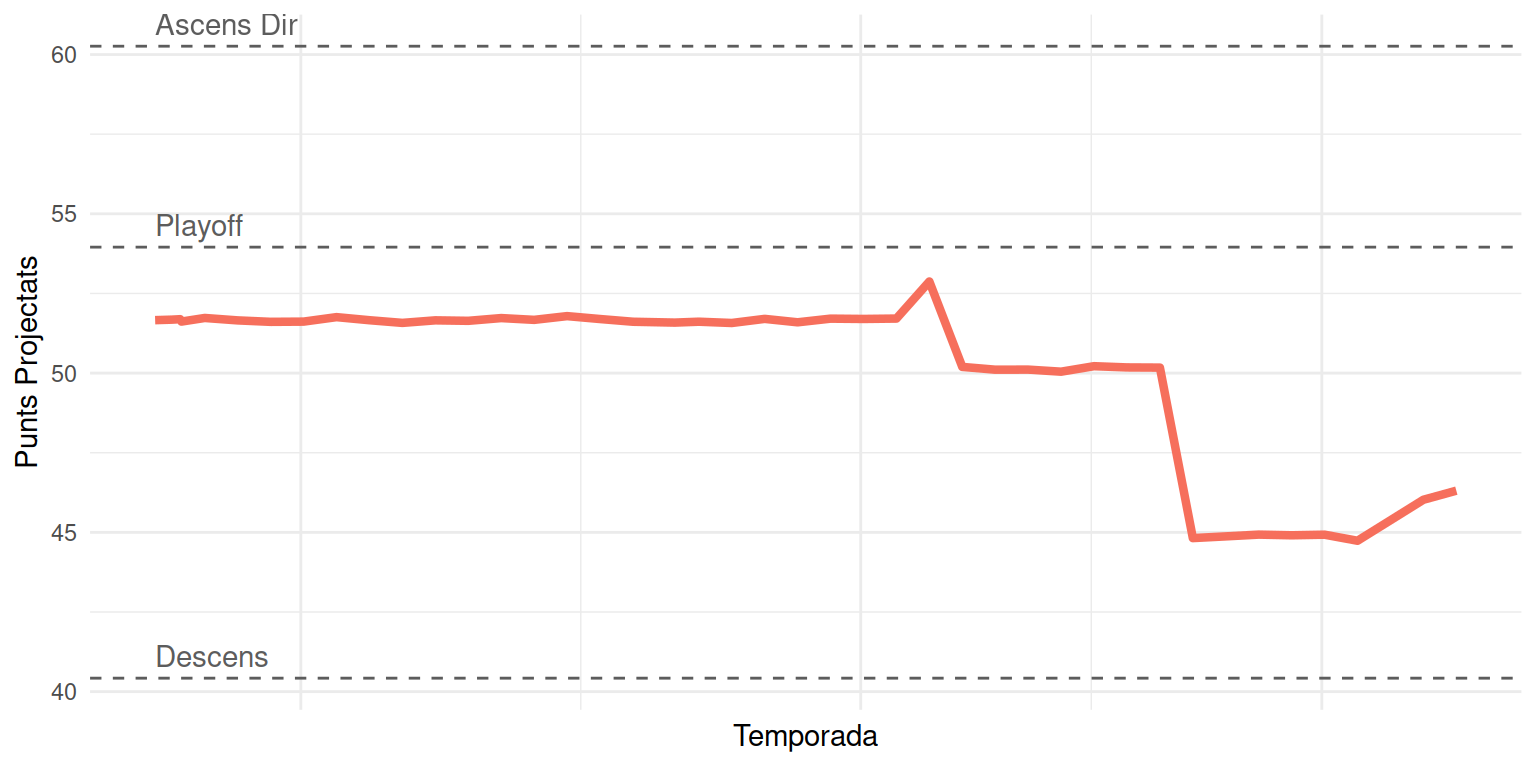 Ascens Dir
60
55
Playoff
Punts Projectats
50
45
Descens
40
Temporada